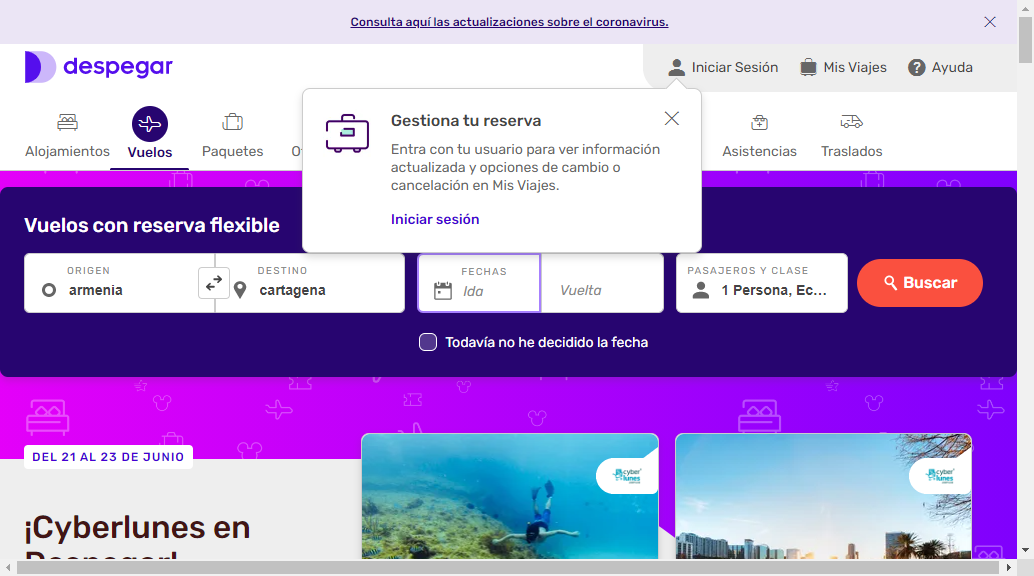 Consulta aquí las actualizaciones sobre el coronavirus.
despegar
Iniciar Sesión
Mis Viajes
Ayuda
Alojamientos
Vuelos
Paquetes
Gestiona tu reserva
Entra con tu usuario para ver información
actualizada y opciones de cambio o
cancelación en Mis Viajes.
Iniciar sesión
Asistencias
Traslados
Vuelos con reserva flexible
ORIGEN
armenia
DESTINO
cartagena
FECHAS
Ida
Vuelta
PASAJEROS Y CLASE
1 Persona, Ec...
Buscar
Todavía no he decidido la fecha
DEL 21 AL 23 DE JUNIO
cyber
lunes
cyber
lunes
¡Cyberlunes en
Despegar!